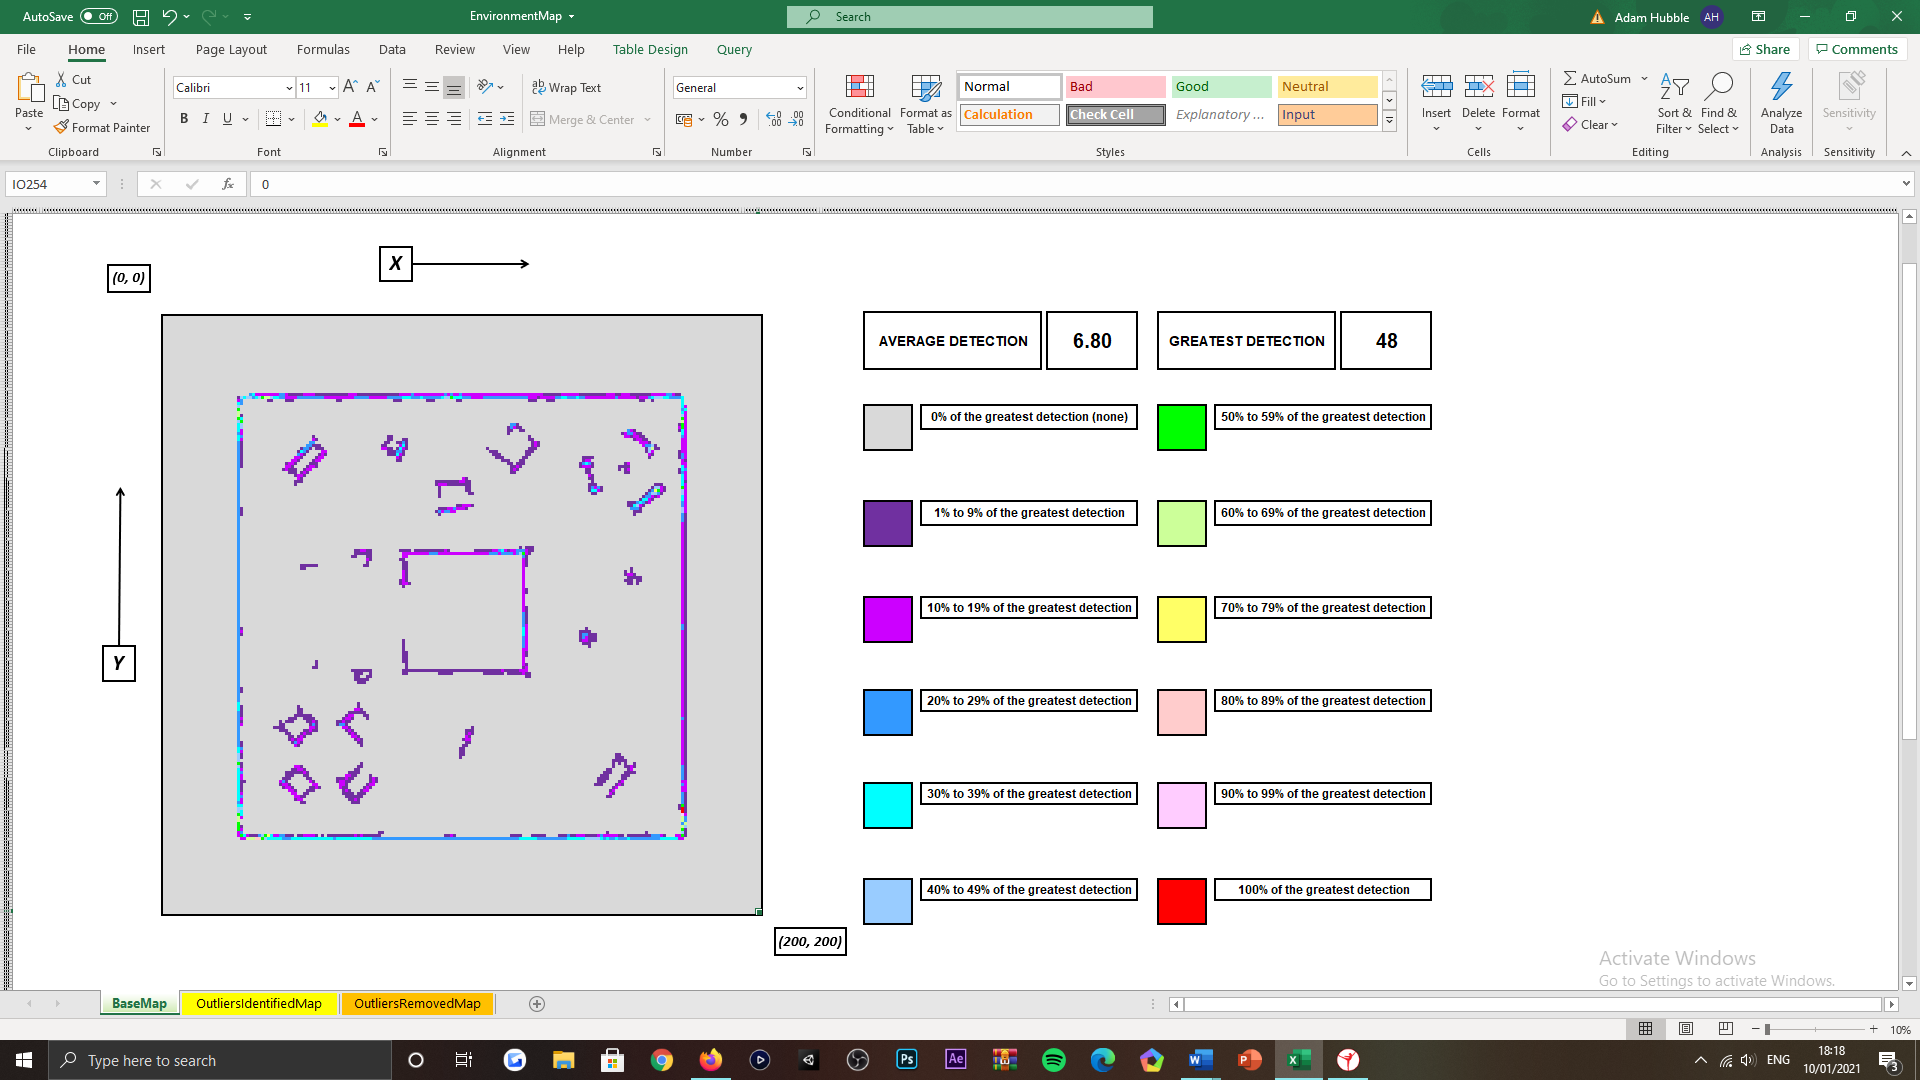 AutoSave Off EnvironmentMap Search Adam Hubble AH
File Home Insert Page Layout Formulas Data Review View Help Table Design Query Share Comments
Paste
Cut
Copy
Format Painter
Clipboard
Calibri 11
B I U
Font
Wrap Text
Merge & Center
Alignment
General
Number
Conditional Formatting
Format as Table
Normal Bad Good Neutral
Calculation Check Cell Explanatory ... Input
Styles
Insert Delete Format
Cells
AutoSum
Fill
Clear
Sort & Filter
Find & Select
Editing
Analyze Data
Analysis
Sensitivity
Sensitivity
IO254 fx 0
X
(0, 0)
Y
(200, 200)
AVERAGE DETECTION 6.80 GREATEST DETECTION 48
0% of the greatest detection (none) 50% to 59% of the greatest detection
1% to 9% of the greatest detection 60% to 69% of the greatest detection
10% to 19% of the greatest detection 70% to 79% of the greatest detection
20% to 29% of the greatest detection 80% to 89% of the greatest detection
30% to 39% of the greatest detection 90% to 99% of the greatest detection
40% to 49% of the greatest detection 100% of the greatest detection
Activate Windows
Go to Settings to activate Windows.
BaseMap OutliersIdentifiedMap OutliersRemovedMap
10%
Type here to search
Ps Ae
ENG
18:18
10/01/2021
3